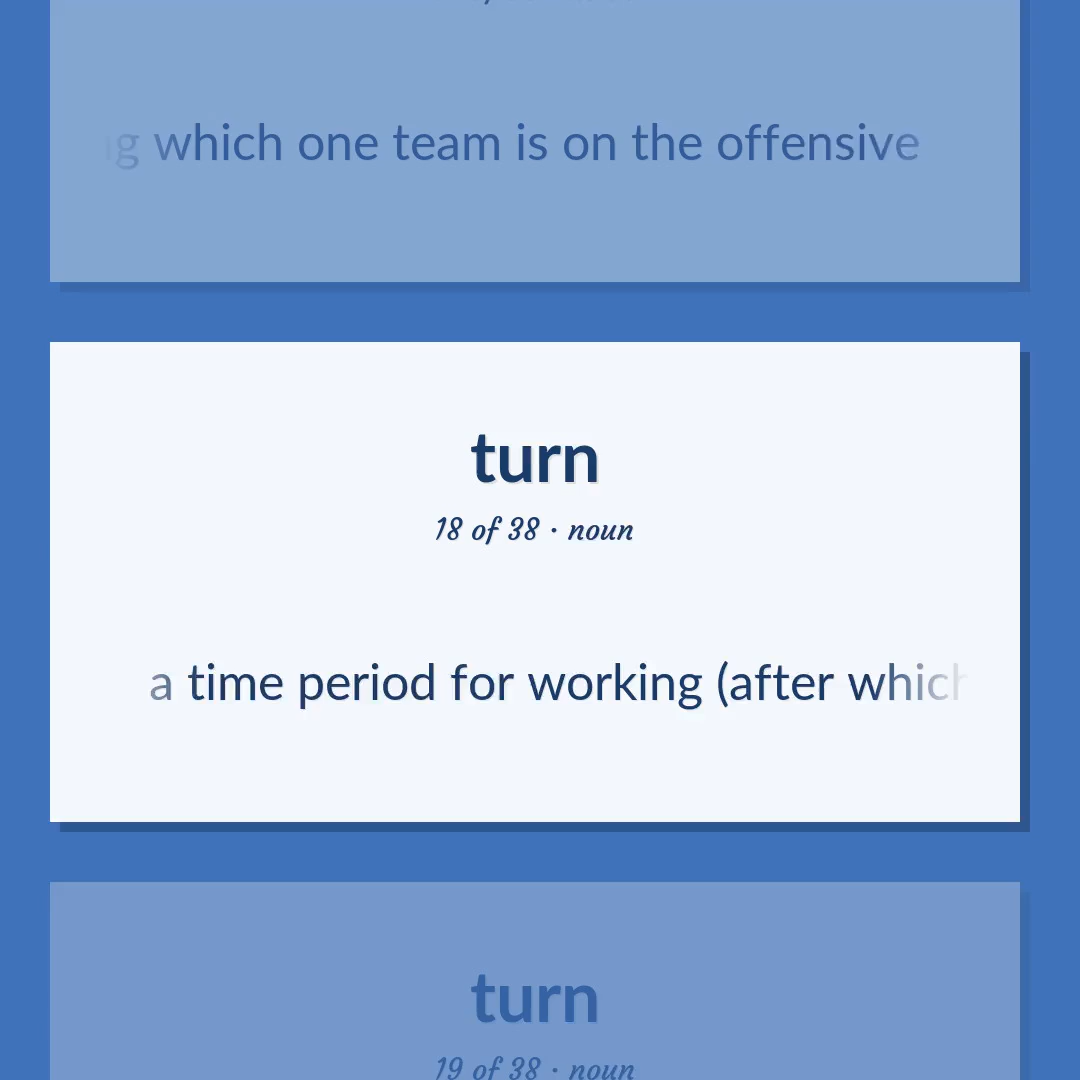 which one team is on the offensive
turn
18 of 38 · noun
a time period for working (after which
turn
19 of 38 · noun